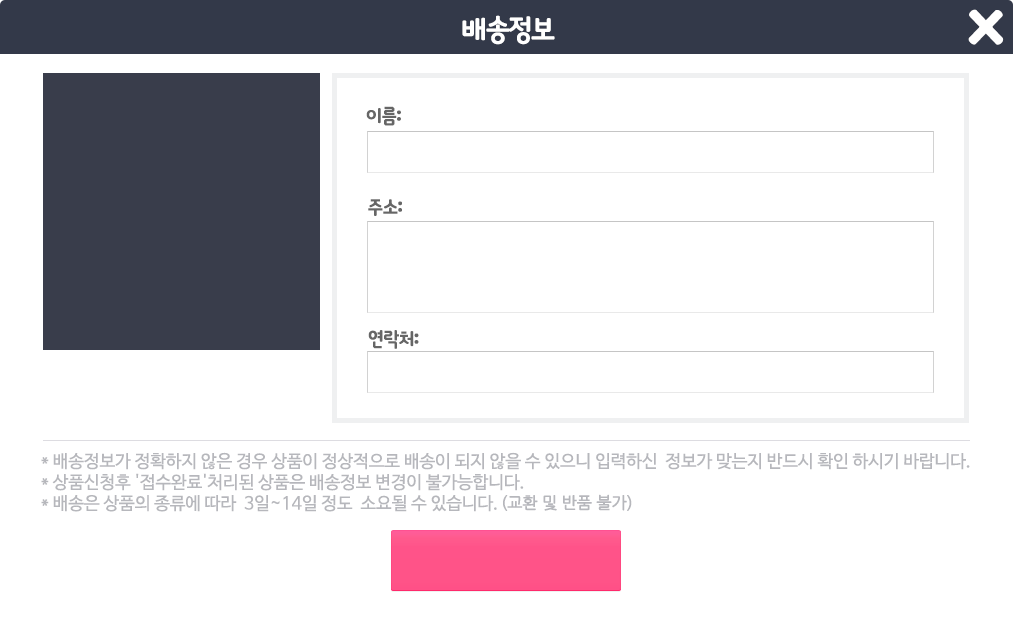 배송정보
이름:
주소:
연락처:
* 배송정보가 정확하지 않은 경우 상품이 정상적으로 배송이 되지 않을 수 있으니 입력하신 정보가 맞는지 반드시 확인 하시기 바랍니다.
* 상품신청후 '접수완료'처리된 상품은 배송정보 변경이 불가능합니다.
* 배송은 상품의 종류에 따라 3일~14일 정도 소요될 수 있습니다. (교환 및 반품 불가)